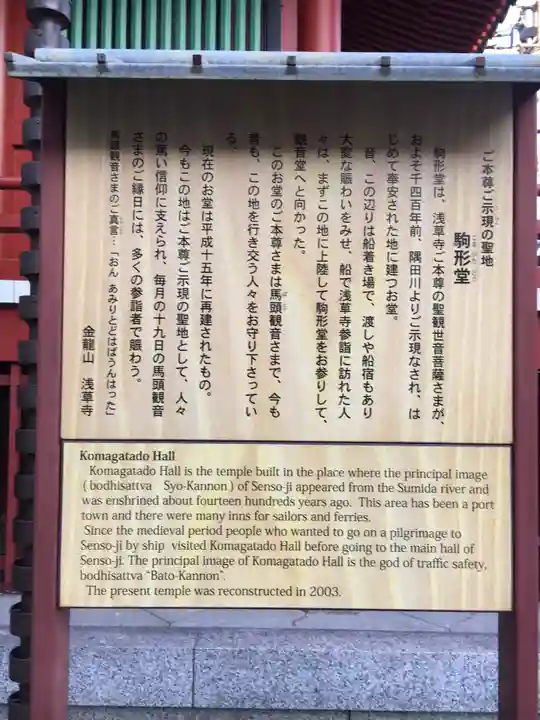 ご本尊ご示現の聖地
駒形堂
駒形堂は、浅草寺ご本尊の聖観世音菩薩さまが、
およそ千四百年前、隅田川よりご示現なされ、は
じめて奉安された地に建つお堂。
昔、この辺りは船着き場で、渡しや船宿もあり
大変な賑わいをみせ、船で浅草寺参詣に訪れた人
々は、まずこの地に上陸して駒形堂をお参りして、
観音堂へと向かった。
このお堂のご本尊さまは馬頭観音さまで、今も
昔も、この地を行き交う人々をお守り下さってい
る。
現在のお堂は平成十五年に再建されたもの。
今もこの地はご本尊ご示現の聖地として、人々
の篤い信仰に支えられ、毎月の十九日の馬頭観音
さまのご縁日には、多くの参詣者で賑わう。
馬頭観音さまのご真言…「おん あみりとどはばうんはった」
金龍山 浅草寺
Komagatado Hall
Komagatado Hall is the temple built in the place where the principal image
( bodhisattva Syo-Kannon ) of Senso-ji appeared from the Sumida river and
was enshrined about fourteen hundreds years ago. This area has been a port
town and there were many inns for sailors and ferries.
Since the medieval period people who wanted to go on a pilgrimage to
Senso-ji by ship visited Komagatado Hall before going to the main hall of
Senso-ji. The principal image of Komagatado Hall is the god of traffic safety,
bodhisattva "Bato-Kannon".
The present temple was reconstructed in 2003.